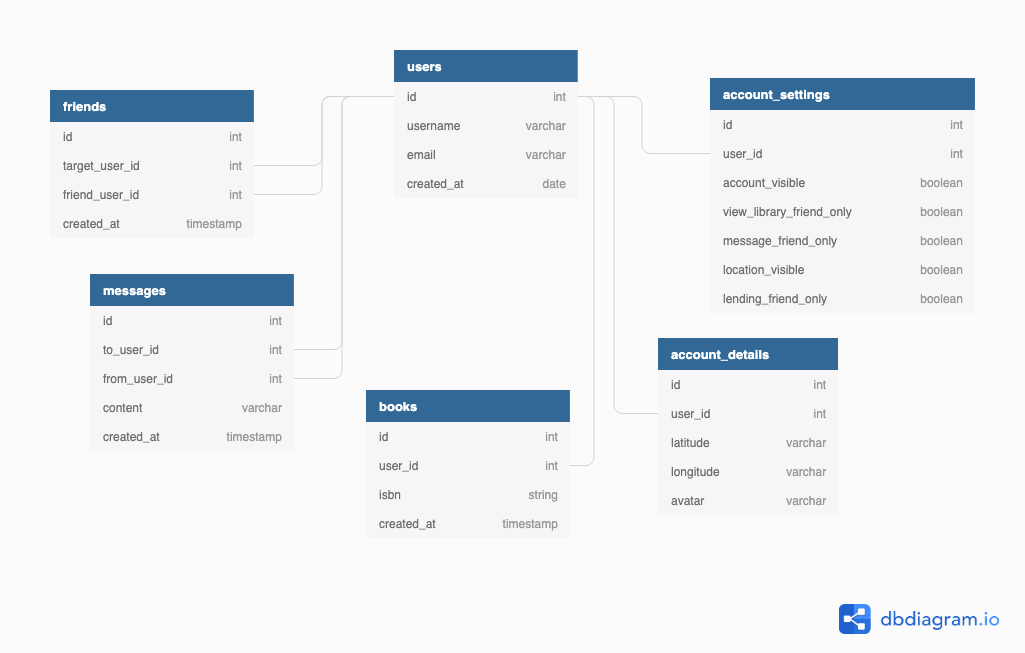 users
id int
username varchar
email varchar
created_at date
friends
id int
target_user_id int
friend_user_id int
created_at timestamp
account_settings
id int
user_id int
account_visible boolean
view_library_friend_only boolean
message_friend_only boolean
location_visible boolean
lending_friend_only boolean
messages
id int
to_user_id int
from_user_id int
content varchar
created_at timestamp
account_details
id int
user_id int
latitude varchar
longitude varchar
avatar varchar
books
id int
user_id int
isbn string
created_at timestamp
dbdiagram.io